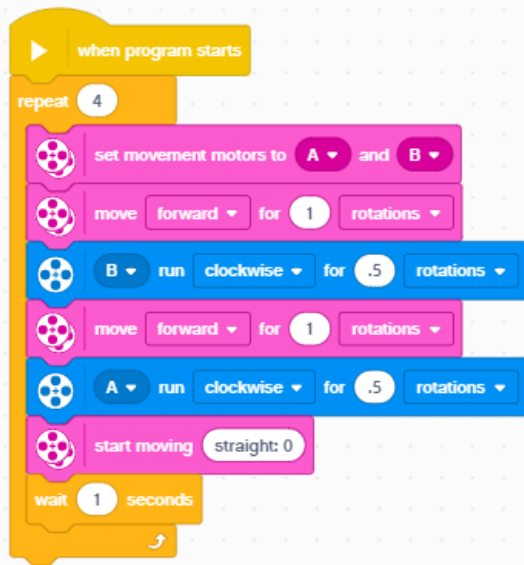 when program starts
repeat 4
set movement motors to A and B
move forward for 1 rotations
B run clockwise for .5 rotations
move forward for 1 rotations
A run clockwise for .5 rotations
start moving straight: 0
wait 1 seconds